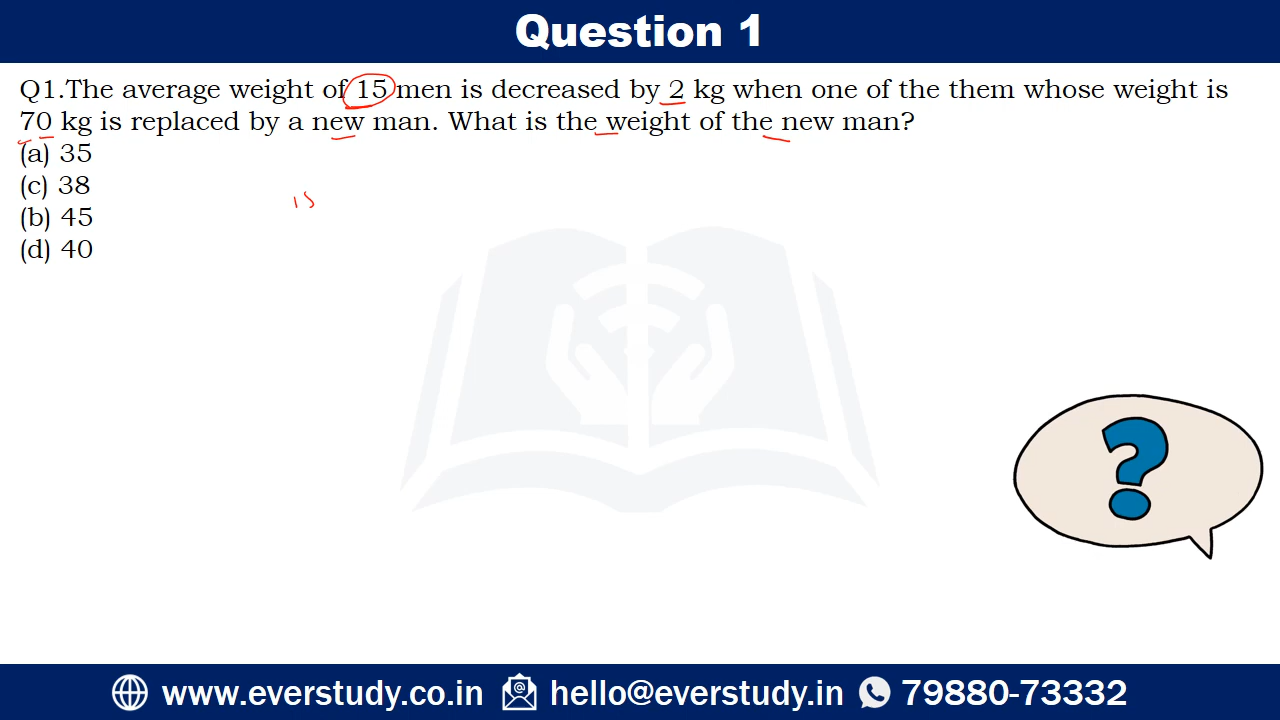 Question 1
Q1.The average weight of 15 men is decreased by 2 kg when one of the them whose weight is
70 kg is replaced by a new man. What is the weight of the new man?
(a) 35
(c) 38
(b) 45
(d) 40
15
?
www.everstudy.co.in hello@everstudy.in 79880-73332